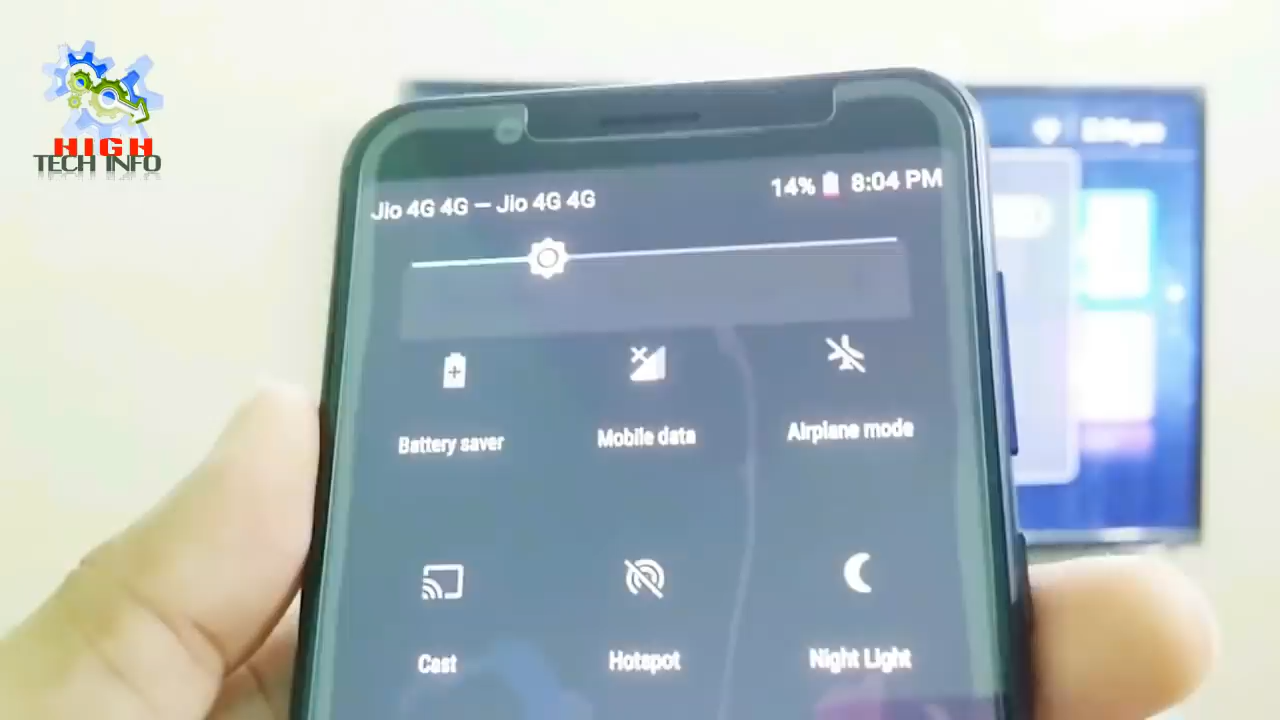 HIGH
TECH INFO
Jio 4G 4G — Jio 4G 4G
14% 8:04 PM
Battery saver
Mobile data
Airplane mode
Cast
Hotspot
Night Light